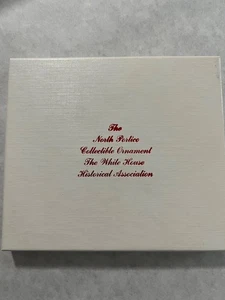 The
North Portico
Collectible Ornament
The White House
Historical Association